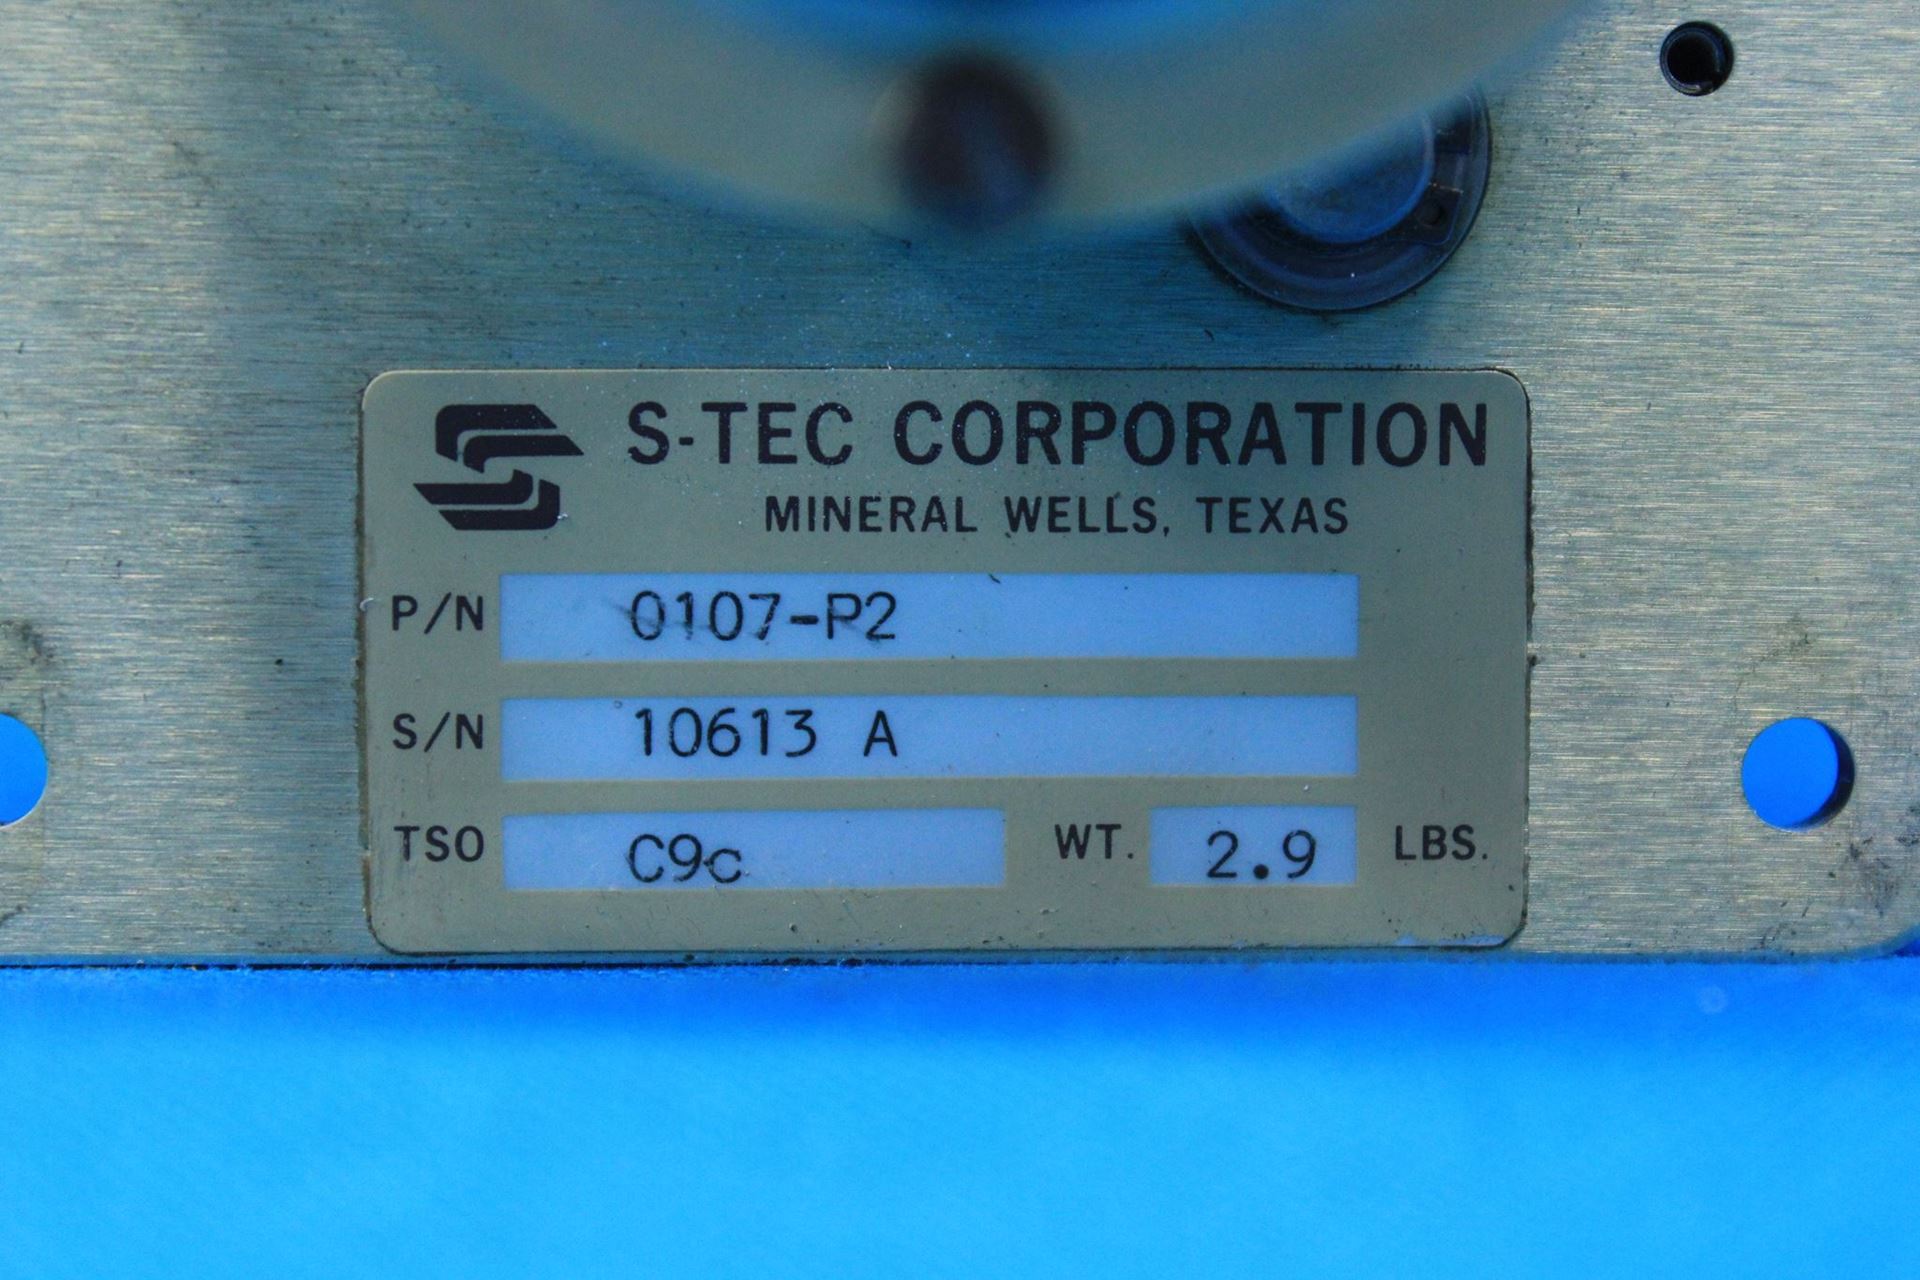 S-TEC CORPORATION
MINERAL WELLS, TEXAS
P/N 0107-P2
S/N 10613 A
TSO C9c WT. 2.9 LBS.